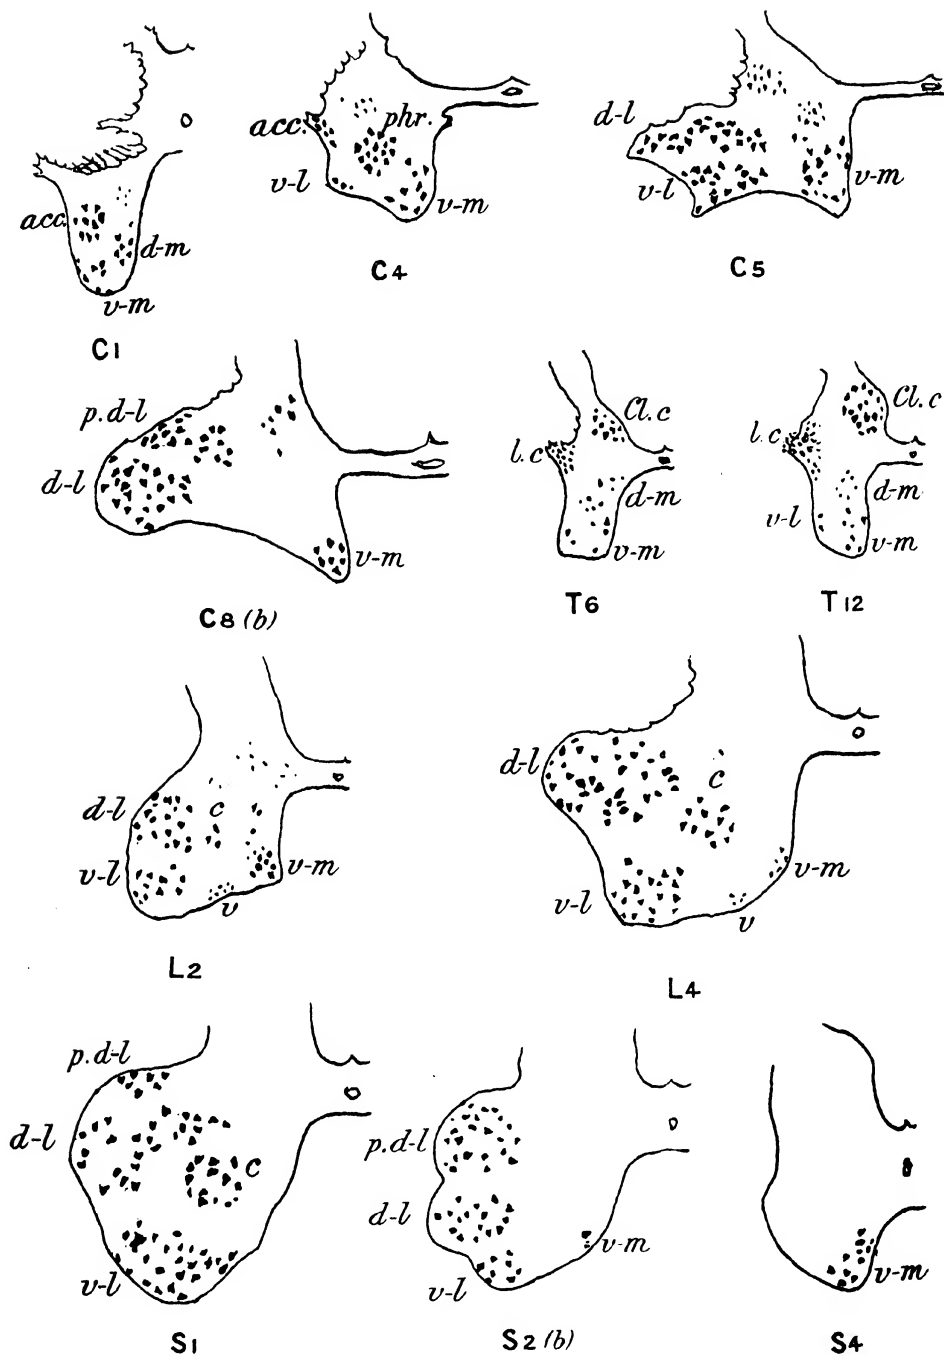 acc.
d-m
v-m
C1
acc.
phr.
v-l
v-m
C4
d-l
v-l
v-m
C5
p.d-l
d-l
v-m
C8 (b)
Cl.c
l.c
d-m
v-m
T6
Cl.c
l.c
d-m
v-l
v-m
T12
d-l
c
v-l
v-m
v
L2
d-l
c
v-m
v-l
v
L4
p.d-l
d-l
c
v-l
S1
p.d-l
d-l
v-m
v-l
S2 (b)
v-m
S4